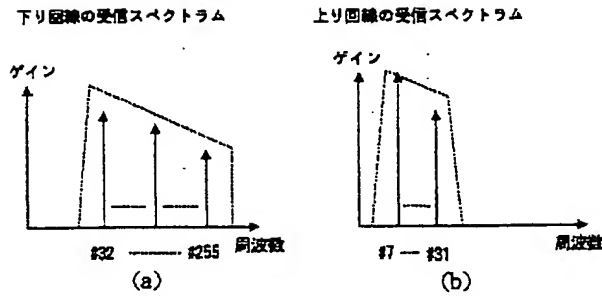 下り回線の受信スペクトラム
上り回線の受信スペクトラム
ゲイン
ゲイン
#32 ---------- #255 周波数
#7 --- #31 周波数
(a)
(b)